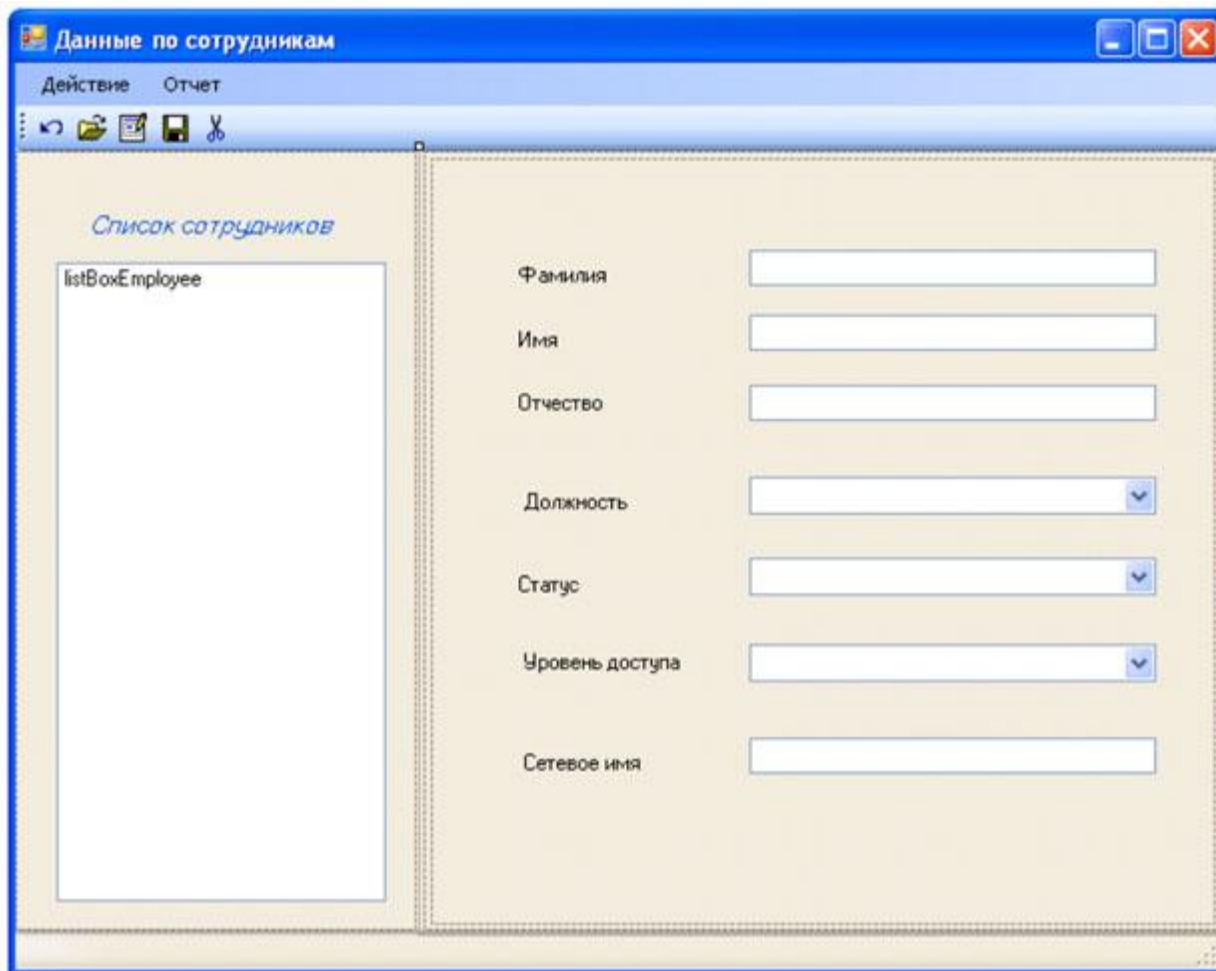 Данные по сотрудникам
Действие Отчет
Список сотрудников
listBoxEmployee
Фамилия
Имя
Отчество
Должность
Статус
Уровень доступа
Сетевое имя